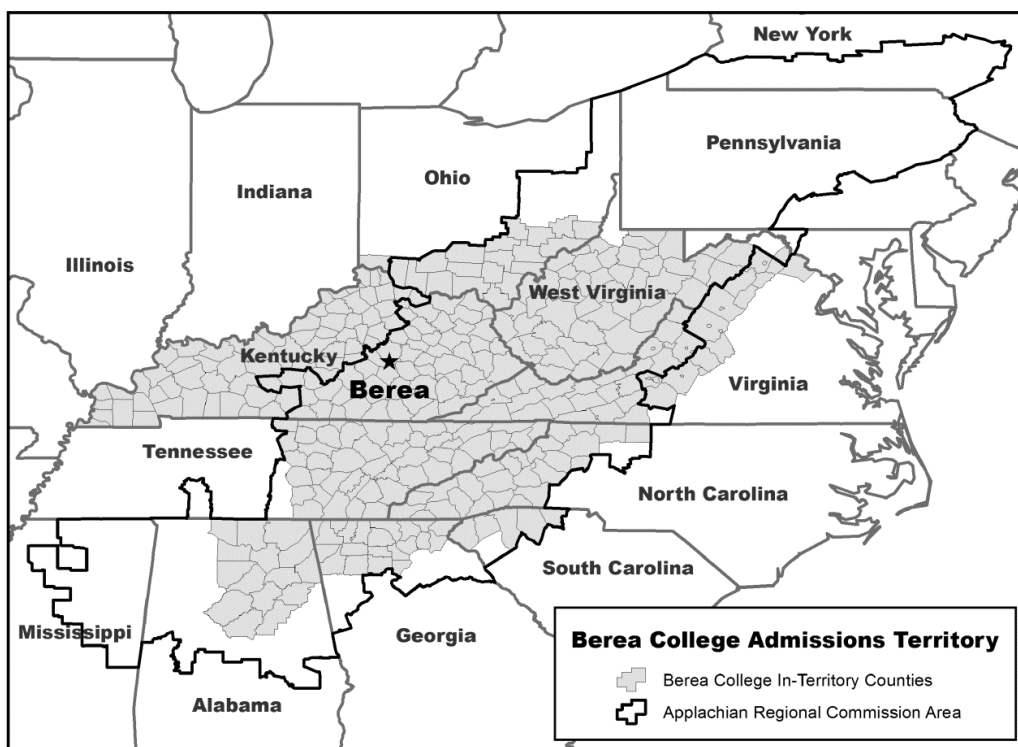 New York
Pennsylvania
Ohio
Indiana
Illinois
West Virginia
Kentucky
Berea
Virginia
Tennessee
North Carolina
South Carolina
Mississippi
Georgia
Alabama
Berea College Admissions Territory
Berea College In-Territory Counties
Applachian Regional Commission Area